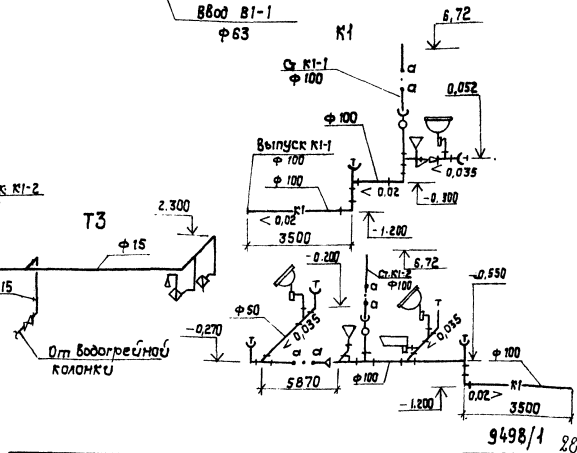 Ввод В1-1
ф63
К1
6,72
Ст К1-1
ф100
а
а
0,052
ф100
Выпуск К1-1
ф100
ф100
< 0,035
< 0.02
-0.300
< 0,02
К1
-1.200
3500
К1-2
Т3
2.300
ф15
15
От водогрейной
колонки
-0.200
6,72
Ст.К1-2
ф100
а
а
-0,550
ф50
< 0,035
< 0,035
-0,270
а
а
5870
ф100
ф100
-1.200
0,02 >
К1
3500
9498/1
28